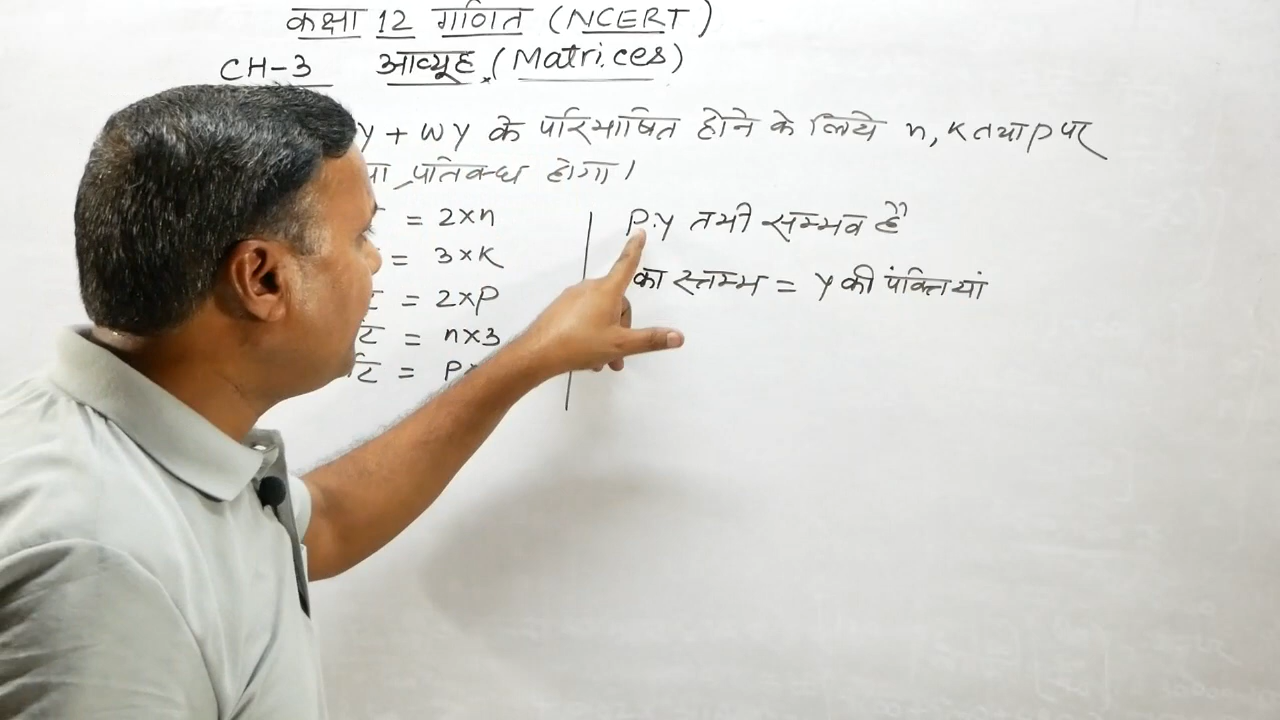 कक्षा 12 गणित (NCERT)
CH-3 आव्यूह (Matrices)
Y + WY के परिभाषित होने के लिये n, K तथा P पर
प्रतिबन्ध होगा।
= 2×n
= 3×K
= 2×P
= n×3
= P×
P.Y तभी सम्भव है
का स्तम्भ = Y की पंक्तियां